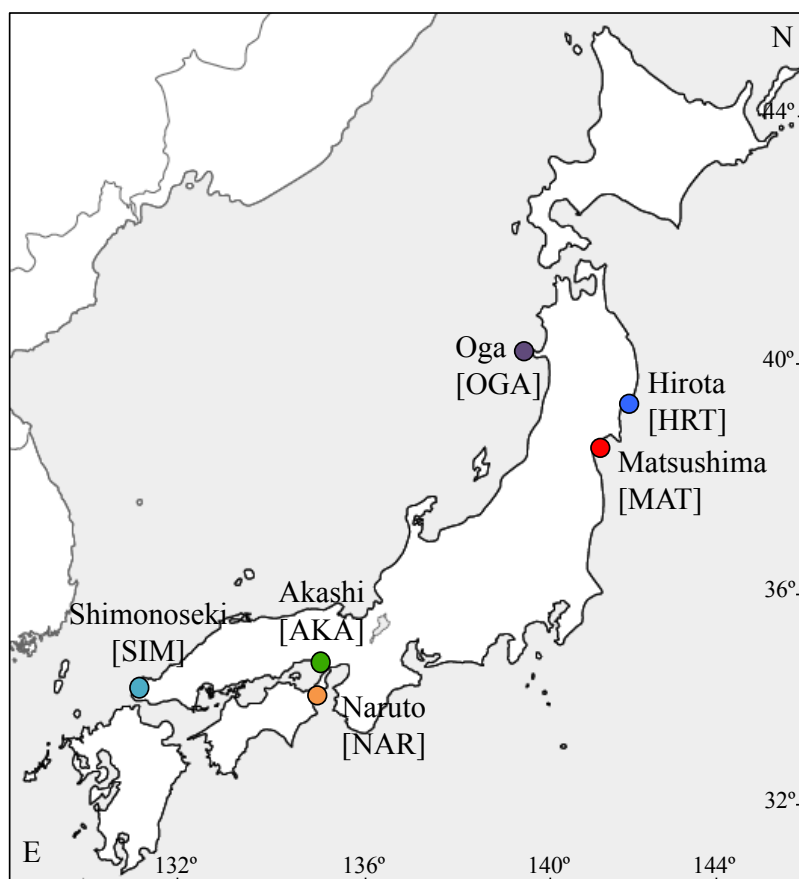 N
44º
Oga
[OGA]
40º
Hirota
[HRT]
Matsushima
[MAT]
36º
Akashi
[AKA]
Shimonoseki
[SIM]
Naruto
[NAR]
32º
E
132º
136º
140º
144º